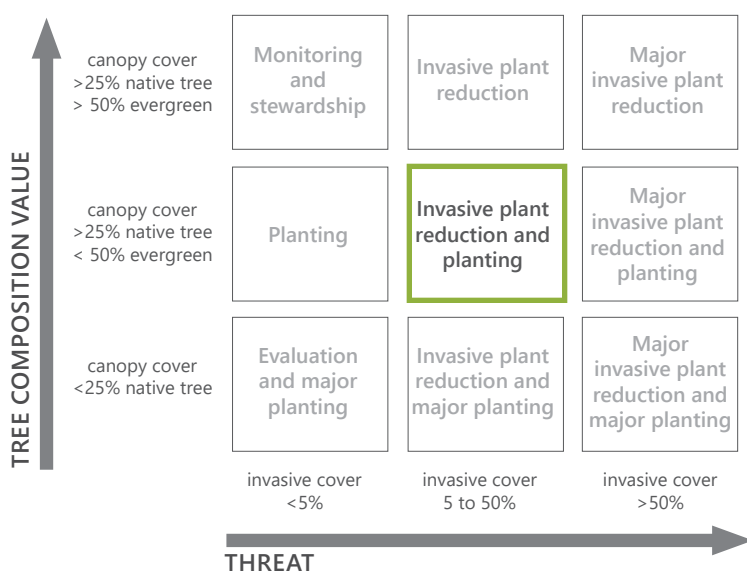 TREE COMPOSITION VALUE
canopy cover
>25% native tree
> 50% evergreen
Monitoring
and
stewardship
Invasive plant
reduction
Major
invasive plant
reduction
canopy cover
>25% native tree
< 50% evergreen
Planting
Invasive plant
reduction and
planting
Major
invasive plant
reduction and
planting
canopy cover
<25% native tree
Evaluation
and major
planting
Invasive plant
reduction and
major planting
Major
invasive plant
reduction and
major planting
invasive cover
<5%
invasive cover
5 to 50%
invasive cover
>50%
THREAT